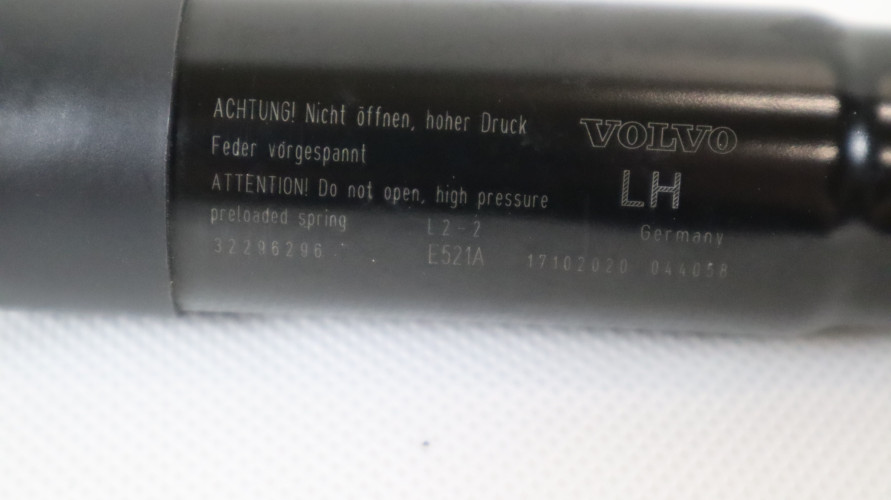 ACHTUNG! Nicht öffnen, hoher Druck
Feder vorgespannt
ATTENTION! Do not open, high pressure
preloaded spring
32296296
L2-2
E521A
VOLVO
LH
Germany
17102020 044038